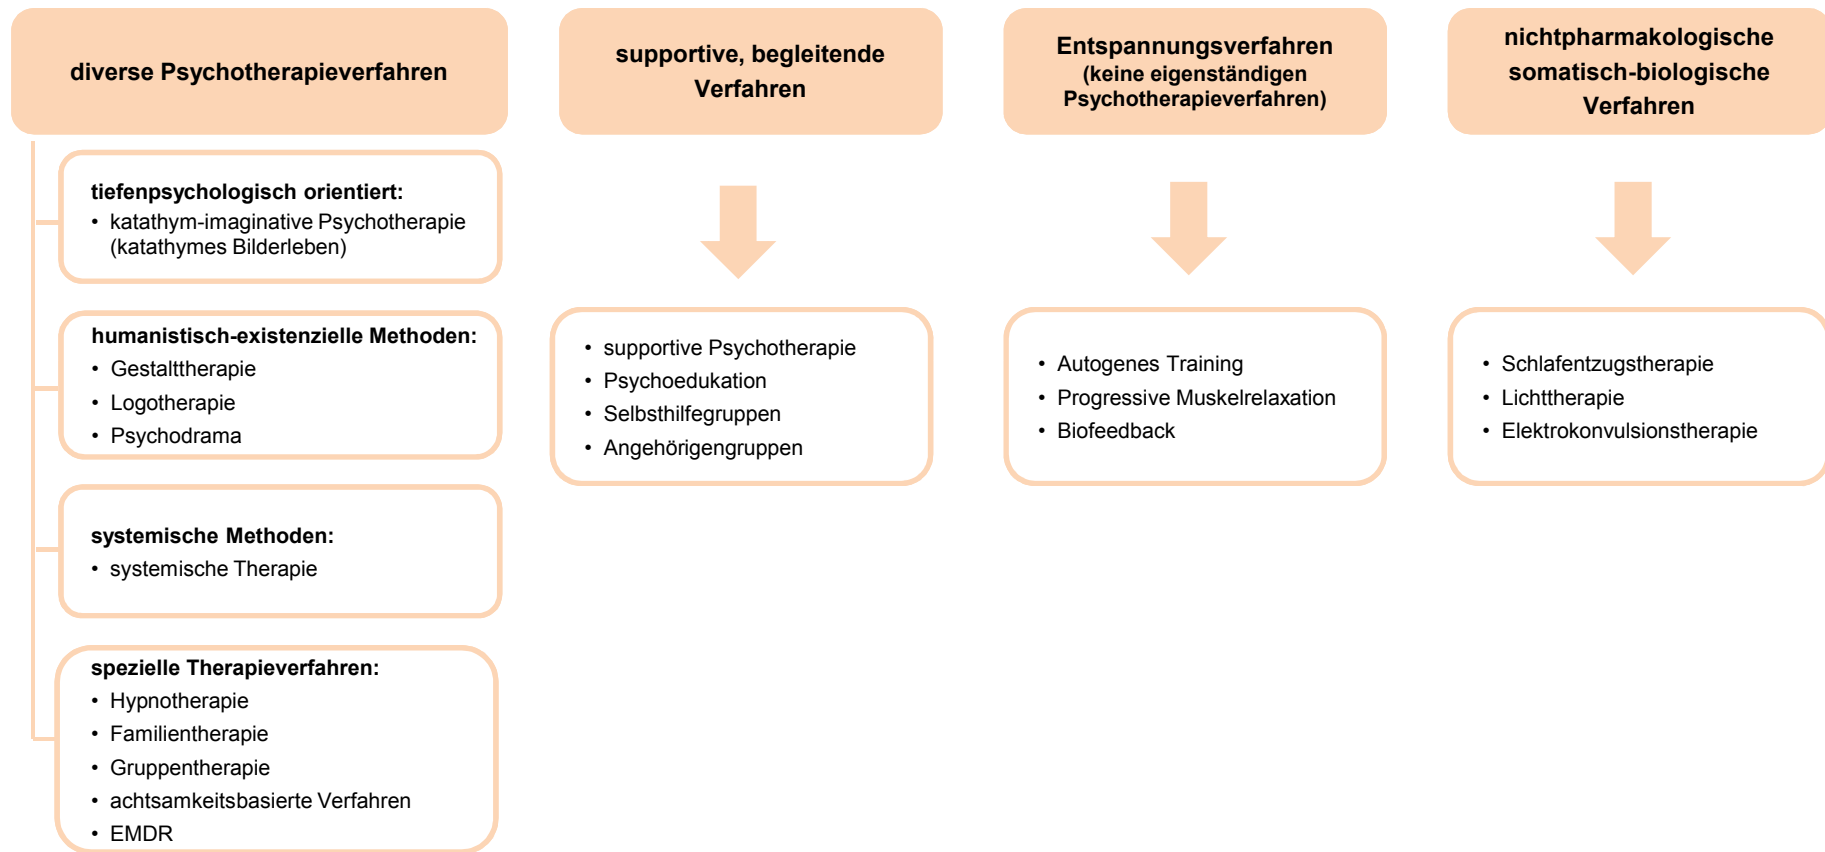 diverse Psychotherapieverfahren
tiefenpsychologisch orientiert:
• katathym-imaginative Psychotherapie
(katathymes Bilderleben)
humanistisch-existenzielle Methoden:
• Gestalttherapie
• Logotherapie
• Psychodrama
systemische Methoden:
• systemische Therapie
spezielle Therapieverfahren:
• Hypnotherapie
• Familientherapie
• Gruppentherapie
• achtsamkeitsbasierte Verfahren
• EMDR
supportive, begleitende
Verfahren
• supportive Psychotherapie
• Psychoedukation
• Selbsthilfegruppen
• Angehörigengruppen
Entspannungsverfahren
(keine eigenständigen
Psychotherapieverfahren)
• Autogenes Training
• Progressive Muskelrelaxation
• Biofeedback
nichtpharmakologische
somatisch-biologische
Verfahren
• Schlafentzugstherapie
• Lichttherapie
• Elektrokonvulsionstherapie